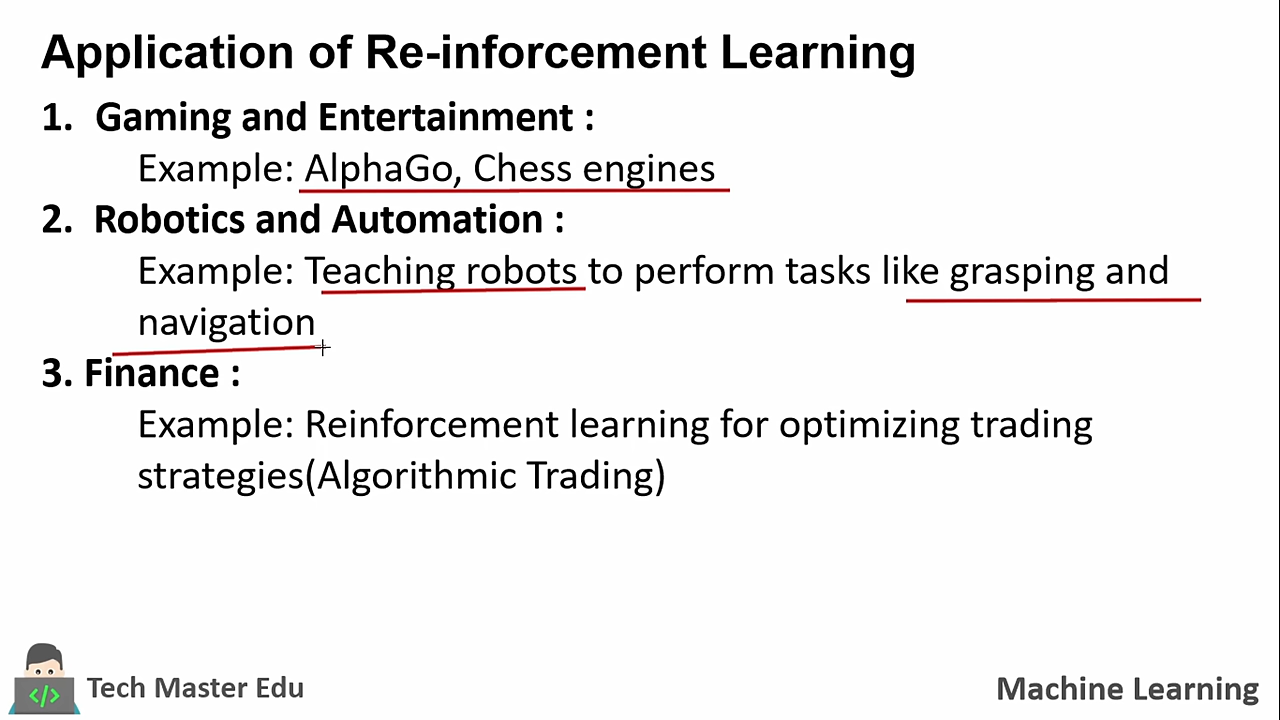 Application of Re-inforcement Learning
1. Gaming and Entertainment :
Example: AlphaGo, Chess engines
2. Robotics and Automation :
Example: Teaching robots to perform tasks like grasping and
navigation
3. Finance :
Example: Reinforcement learning for optimizing trading
strategies(Algorithmic Trading)
</>
Tech Master Edu
Machine Learning